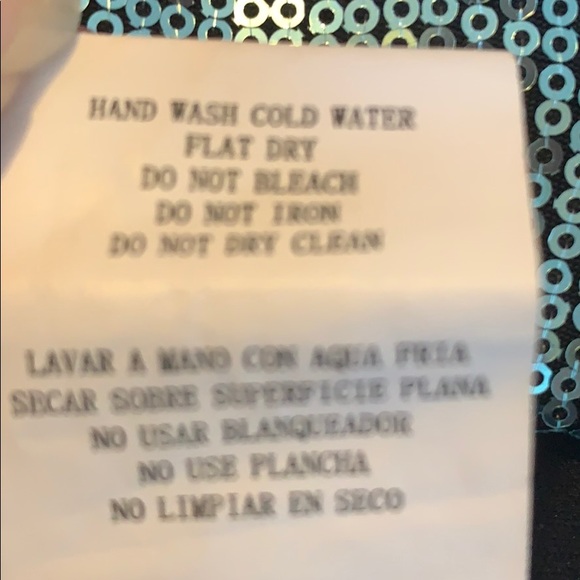 HAND WASH COLD WATER
FLAT DRY
DO NOT BLEACH
DO NOT IRON
DO NOT DRY CLEAN
LAVAR A MANO CON AQUA FRIA
SECAR SOBRE SUPERFICIE PLANA
NO USAR BLANQUEADOR
NO USE PLANCHA
NO LIMPIAR EN SECO